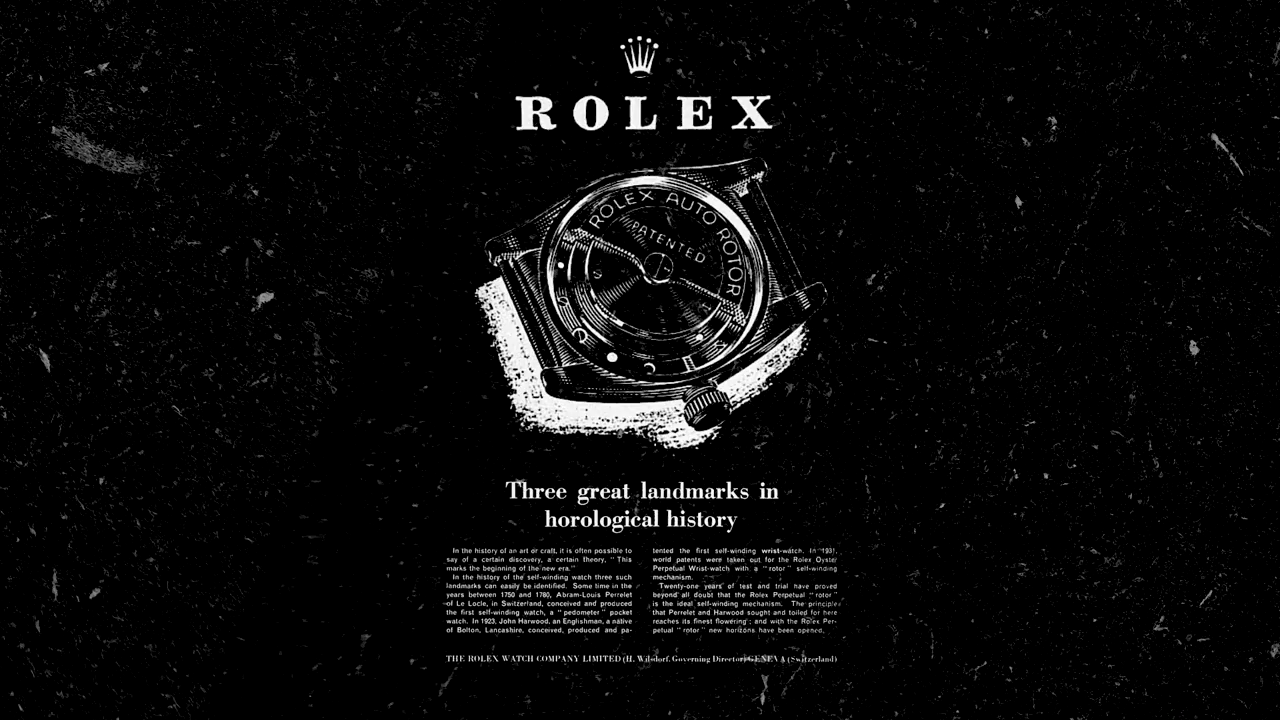 ROLEX
ROLEX AUTO ROTOR
PATENTED
Three great landmarks in
horological history
In the history of an art or craft, it is often possible to
say of a certain discovery, a certain theory, "This
marks the beginning of the new era."
In the history of the self-winding watch three such
landmarks can easily be identified. Some time in the
years between 1750 and 1780, Abram-Louis Perrelet
of Le Locle, in Switzerland, conceived and produced
the first self-winding watch, a "pedometer" pocket
watch. In 1923, John Harwood, an Englishman, a native
of Bolton, Lancashire, conceived, produced and pa-
tented the first self-winding wrist-watch. In 1931,
world patents were taken out for the Rolex Oyster
Perpetual Wrist-watch with a "rotor" self-winding
mechanism.
Twenty-one years of test and trial have proved
beyond all doubt that the Rolex Perpetual "rotor"
is the ideal self-winding mechanism. The principle
that Perrelet and Harwood sought and toiled for here
reaches its finest flowering; and with the Rolex Per-
petual "rotor" new horizons have been opened.
THE ROLEX WATCH COMPANY LIMITED (H. Wilsdorf, Governing Director) GENEVA (Switzerland)